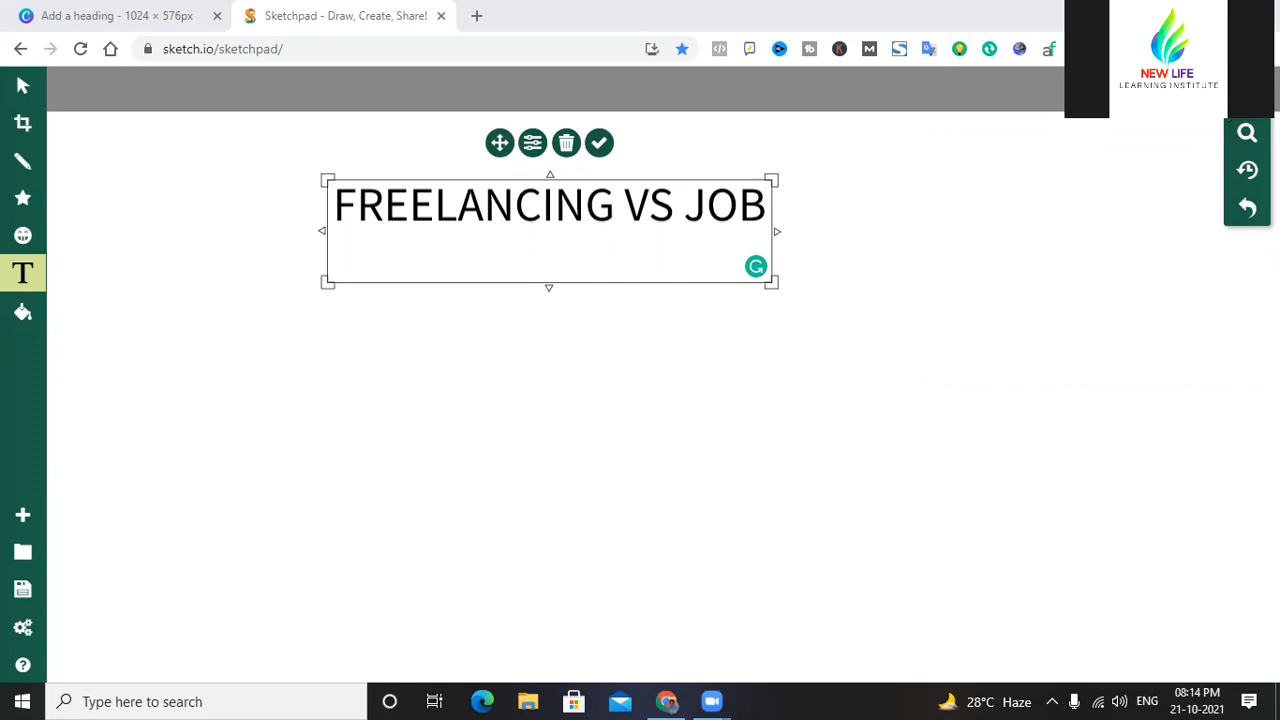 Add a heading - 1024 × 576px
Sketchpad - Draw, Create, Share!
sketch.io/sketchpad/
NEW LIFE
LEARNING INSTITUTE
FREELANCING VS JOB
T
Type here to search
28°C Haze
ENG
08:14 PM
21-10-2021